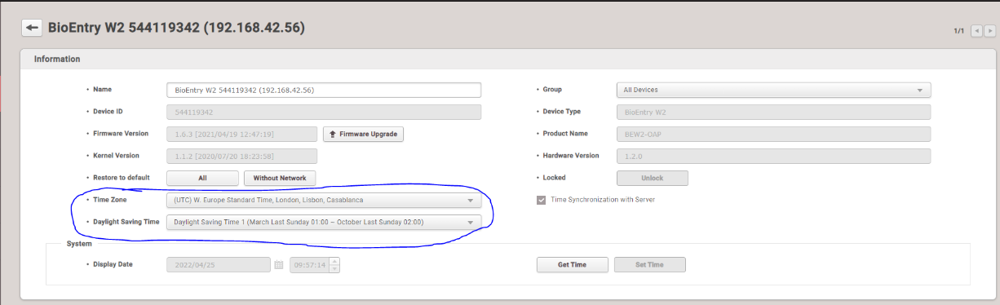 BioEntry W2 544119342 (192.168.42.56)
1/1
Information
Name BioEntry W2 544119342 (192.168.42.56) Group All Devices
Device ID 544119342 Device Type BioEntry W2
Firmware Version 1.6.3 [2021/04/19 12:47:19] Firmware Upgrade Product Name BEW2-OAP
Kernel Version 1.1.2 [2020/07/20 18:23:58] Hardware Version 1.2.0
Restore to default All Without Network Locked Unlock
Time Zone (UTC) W. Europe Standard Time, London, Lisbon, Casablanca Time Synchronization with Server
Daylight Saving Time Daylight Saving Time 1 (March Last Sunday 01:00 ~ October Last Sunday 02:00)
System
Display Date 2022/04/25 09:57:14 Get Time Set Time